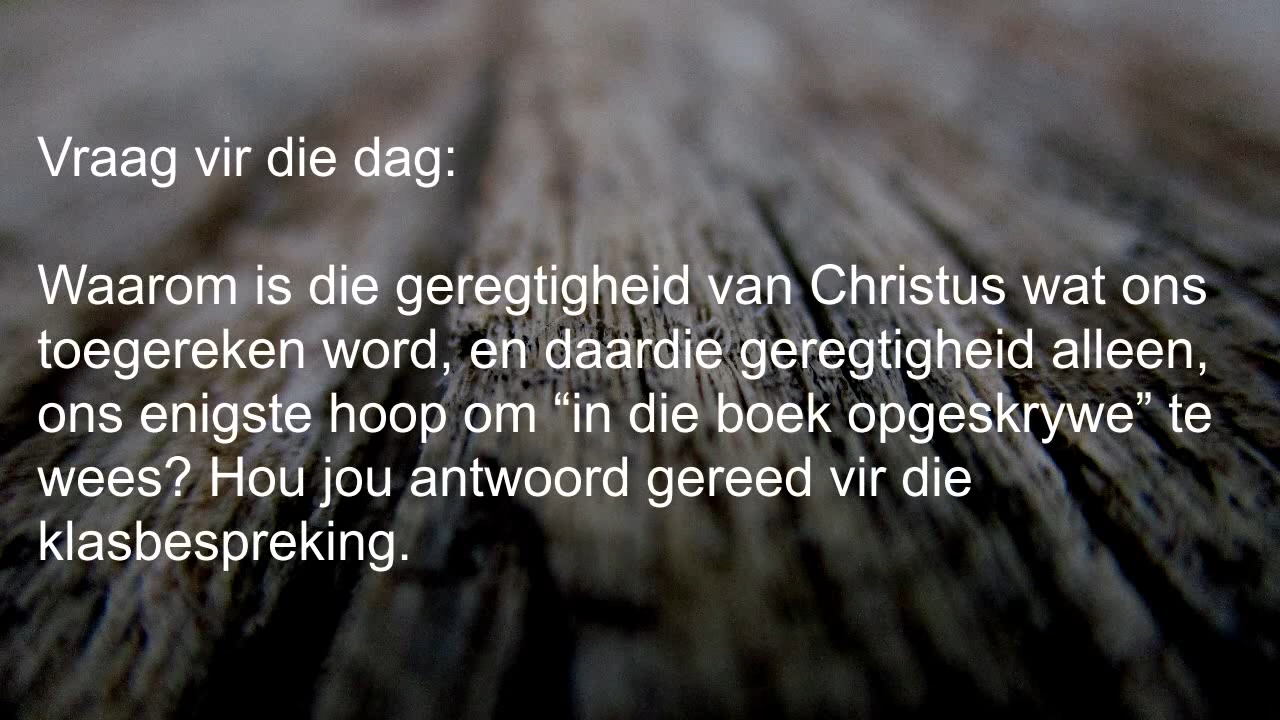 Vraag vir die dag:
Waarom is die geregtigheid van Christus wat ons
toegereken word, en daardie geregtigheid alleen,
ons enigste hoop om “in die boek opgeskrywe” te
wees? Hou jou antwoord gereed vir die
klasbespreking.